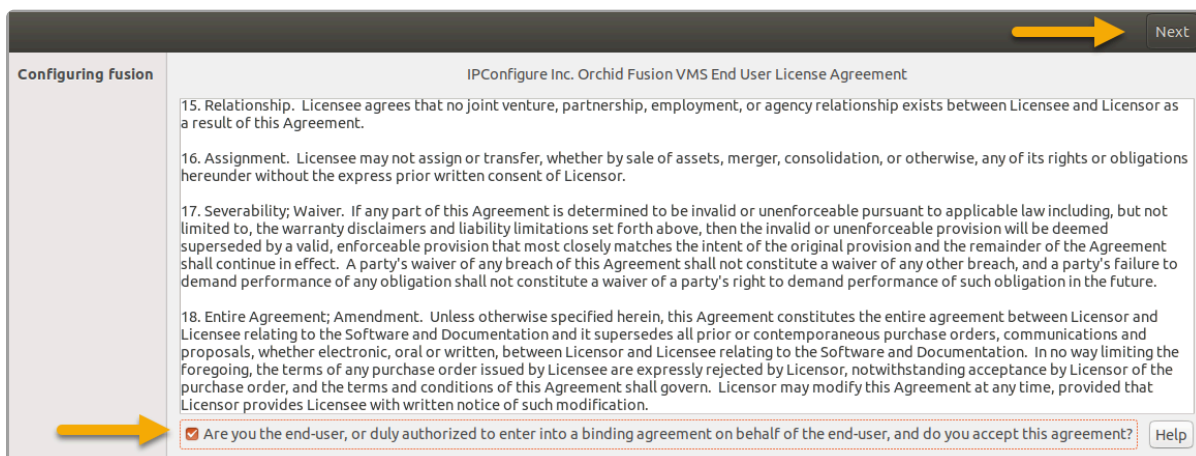 Next
Configuring fusion
IPConfigure Inc. Orchid Fusion VMS End User License Agreement
15. Relationship.  Licensee agrees that no joint venture, partnership, employment, or agency relationship exists between Licensee and Licensor as
a result of this Agreement.
16. Assignment.  Licensee may not assign or transfer, whether by sale of assets, merger, consolidation, or otherwise, any of its rights or obligations
hereunder without the express prior written consent of Licensor.
17. Severability; Waiver.  If any part of this Agreement is determined to be invalid or unenforceable pursuant to applicable law including, but not
limited to, the warranty disclaimers and liability limitations set forth above, then the invalid or unenforceable provision will be deemed
superseded by a valid, enforceable provision that most closely matches the intent of the original provision and the remainder of the Agreement
shall continue in effect.  A party's waiver of any breach of this Agreement shall not constitute a waiver of any other breach, and a party's failure to
demand performance of any obligation shall not constitute a waiver of a party's right to demand performance of such obligation in the future.
18. Entire Agreement; Amendment.  Unless otherwise specified herein, this Agreement constitutes the entire agreement between Licensor and
Licensee relating to the Software and Documentation and it supersedes all prior or contemporaneous purchase orders, communications and
proposals, whether electronic, oral or written, between Licensor and Licensee relating to the Software and Documentation.  In no way limiting the
foregoing, the terms of any purchase order issued by Licensee are expressly rejected by Licensor, notwithstanding acceptance by Licensor of the
purchase order, and the terms and conditions of this Agreement shall govern.  Licensor may modify this Agreement at any time, provided that
Licensor provides Licensee with written notice of such modification.
Are you the end-user, or duly authorized to enter into a binding agreement on behalf of the end-user, and do you accept this agreement?
Help